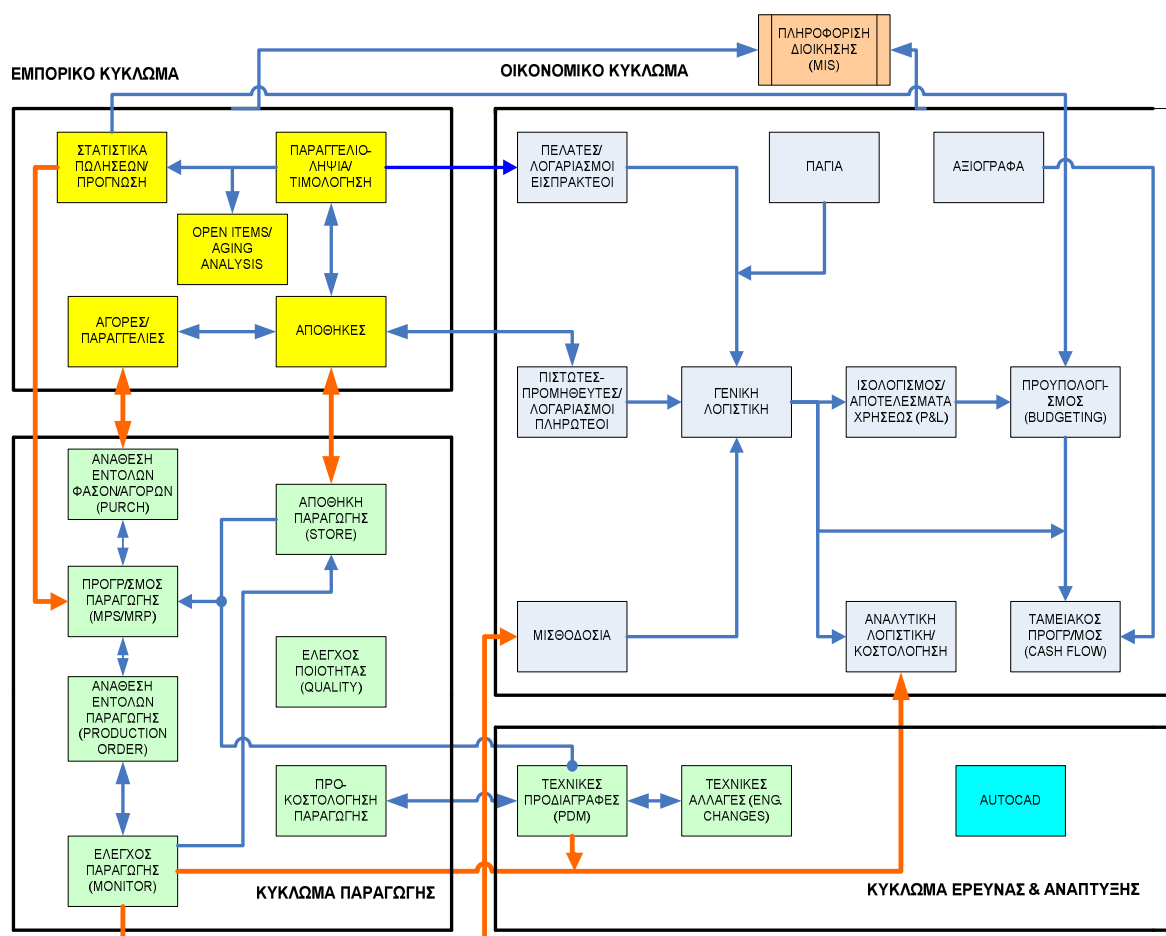 ΠΛΗΡΟΦΟΡΙΣΗ
ΔΙΟΙΚΗΣΗΣ
(MIS)
ΕΜΠΟΡΙΚΟ ΚΥΚΛΩΜΑ
ΟΙΚΟΝΟΜΙΚΟ ΚΥΚΛΩΜΑ
ΣΤΑΤΙΣΤΙΚΑ
ΠΩΛΗΣΕΩΝ/
ΠΡΟΓΝΩΣΗ
ΠΑΡΑΓΓΕΛΙΟ-
ΛΗΨΙΑ/
ΤΙΜΟΛΟΓΗΣΗ
OPEN ITEMS/
AGING
ANALYSIS
ΑΓΟΡΕΣ/
ΠΑΡΑΓΓΕΛΙΕΣ
ΑΠΟΘΗΚΕΣ
ΠΕΛΑΤΕΣ/
ΛΟΓΑΡΙΑΣΜΟΙ
ΕΙΣΠΡΑΚΤΕΟΙ
ΠΑΓΙΑ
ΑΞΙΟΓΡΑΦΑ
ΠΙΣΤΩΤΕΣ-
ΠΡΟΜΗΘΕΥΤΕΣ/
ΛΟΓΑΡΙΑΣΜΟΙ
ΠΛΗΡΩΤΕΟΙ
ΓΕΝΙΚΗ
ΛΟΓΙΣΤΙΚΗ
ΙΣΟΛΟΓΙΣΜΟΣ/
ΑΠΟΤΕΛΕΣΜΑΤΑ
ΧΡΗΣΕΩΣ (P&L)
ΠΡΟΥΠΟΛΟΓΙ-
ΣΜΟΣ
(BUDGETING)
ΜΙΣΘΟΔΟΣΙΑ
ΑΝΑΛΥΤΙΚΗ
ΛΟΓΙΣΤΙΚΗ/
ΚΟΣΤΟΛΟΓΗΣΗ
ΤΑΜΕΙΑΚΟΣ
ΠΡΟΓΡ/ΜΟΣ
(CASH FLOW)
ΑΝΑΘΕΣΗ
ΕΝΤΟΛΩΝ
ΦΑΣΟΝ/ΑΓΟΡΩΝ
(PURCH)
ΑΠΟΘΗΚΗ
ΠΑΡΑΓΩΓΗΣ
(STORE)
ΠΡΟΓΡ/ΣΜΟΣ
ΠΑΡΑΓΩΓΗΣ
(MPS/MRP)
ΕΛΕΓΧΟΣ
ΠΟΙΟΤΗΤΑΣ
(QUALITY)
ΑΝΑΘΕΣΗ
ΕΝΤΟΛΩΝ
ΠΑΡΑΓΩΓΗΣ
(PRODUCTION
ORDER)
ΠΡΟ-
ΚΟΣΤΟΛΟΓΗΣΗ
ΠΑΡΑΓΩΓΗΣ
ΕΛΕΓΧΟΣ
ΠΑΡΑΓΩΓΗΣ
(MONITOR)
ΚΥΚΛΩΜΑ ΠΑΡΑΓΩΓΗΣ
ΤΕΧΝΙΚΕΣ
ΠΡΟΔΙΑΓΡΑΦΕΣ
(PDM)
ΤΕΧΝΙΚΕΣ
ΑΛΛΑΓΕΣ (ENG.
CHANGES)
AUTOCAD
ΚΥΚΛΩΜΑ ΕΡΕΥΝΑΣ & ΑΝΑΠΤΥΞΗΣ